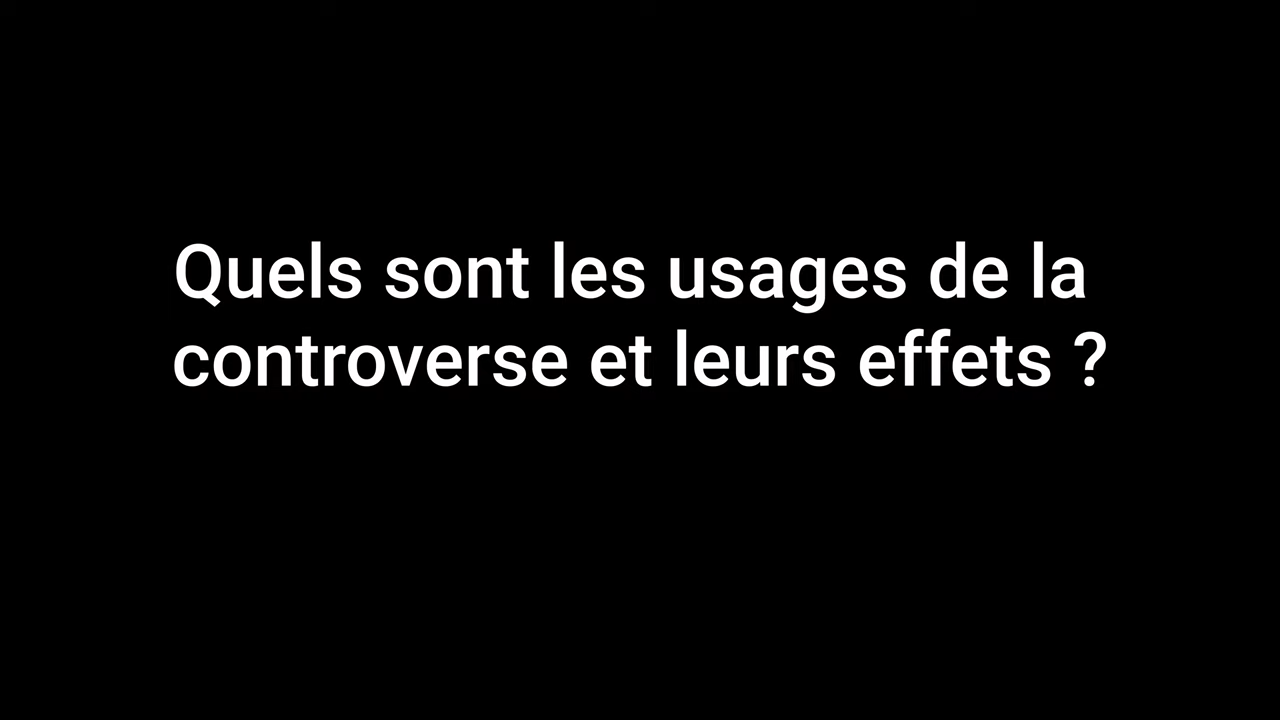 Quels sont les usages de la
controverse et leurs effets ?